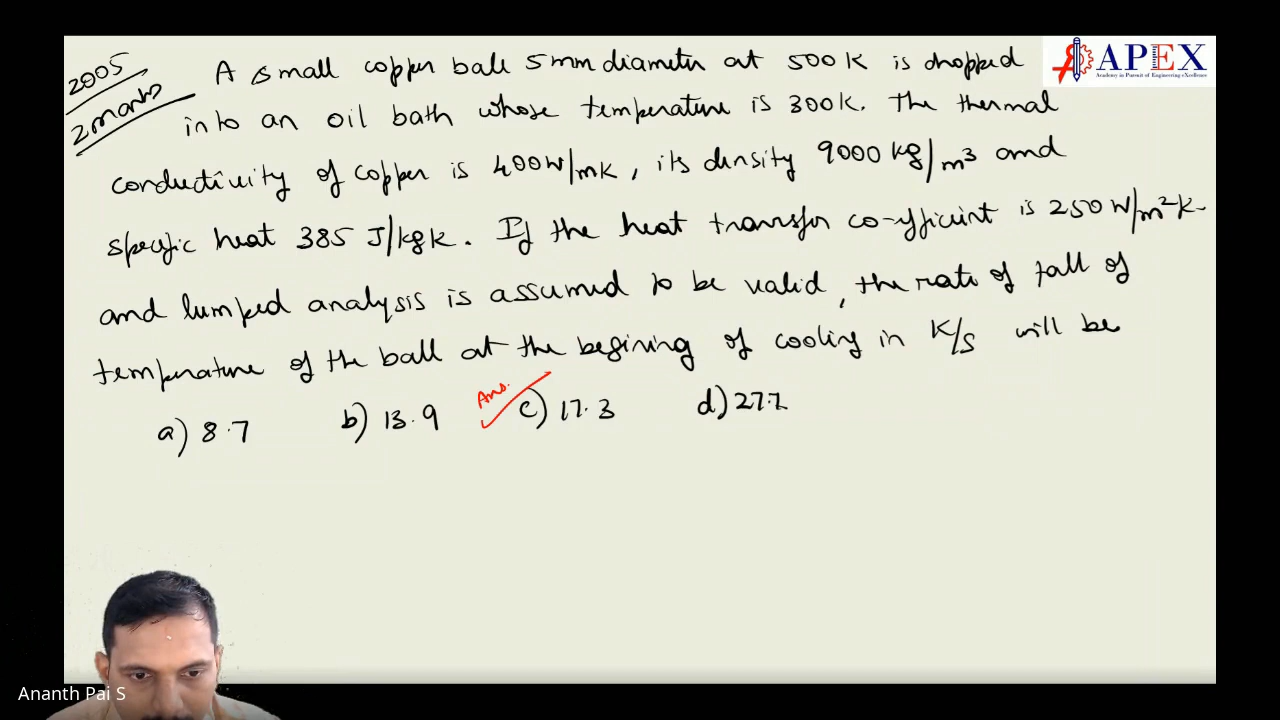 2005
2 marks
APEX
Academy in Pursuit of Engineering eXcellence
A small copper ball 5mm diameter at 500K is dropped
into an oil bath whose temperature is 300K. The thermal
conductivity of copper is 400W/mK, its density 9000 kg/m³ and
specific heat 385 J/kgK. If the heat transfer co-efficient is 250 W/m²K.
and lumped analysis is assumed to be valid, the rate of fall of
temperature of the ball at the begining of cooling in K/s will be
a) 8.7 b) 13.9 Ans. c) 17.3 d) 27.7
Ananth Pai S